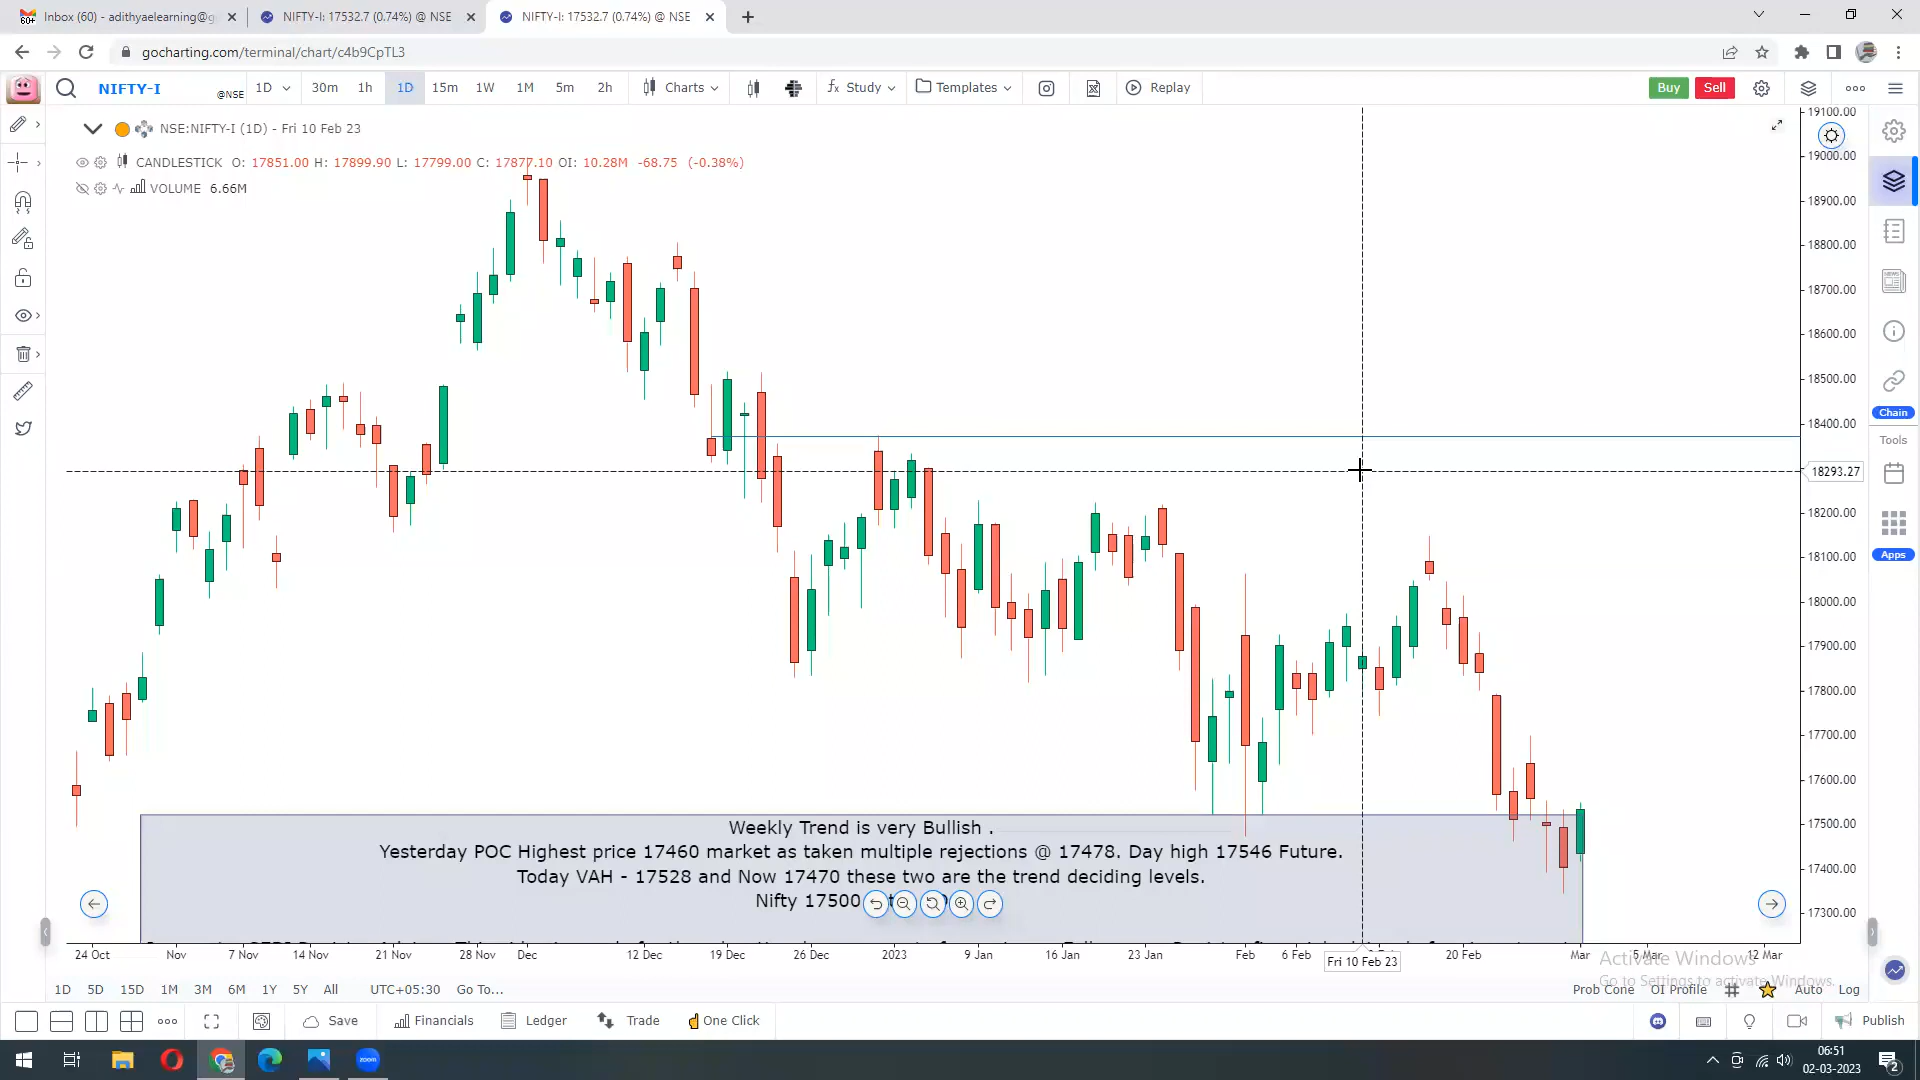 Inbox (60) - adithyaelearning@g
NIFTY-I: 17532.7 (0.74%) @ NSE
NIFTY-I: 17532.7 (0.74%) @ NSE
gocharting.com/terminal/chart/c4b9CpTL3
NIFTY-I @NSE 1D 30m 1h 1D 15m 1W 1M 5m 2h Charts Study Templates Replay Buy Sell
NSE:NIFTY-I (1D) - Fri 10 Feb 23
CANDLESTICK O: 17851.00 H: 17899.90 L: 17799.00 C: 17877.10 OI: 10.28M -68.75 (-0.38%)
VOLUME 6.66M
19100.00
19000.00
18900.00
18800.00
18700.00
18600.00
18500.00
18400.00
18293.27
18200.00
18100.00
18000.00
17900.00
17800.00
17700.00
17600.00
17500.00
17400.00
17300.00
NEWS
Chain
Tools
Apps
Weekly Trend is very Bullish .
Yesterday POC Highest price 17460 market as taken multiple rejections @ 17478. Day high 17546 Future.
Today VAH - 17528 and Now 17470 these two are the trend deciding levels.
Nifty 17500
24 Oct Nov 7 Nov 14 Nov 21 Nov 28 Nov Dec 12 Dec 19 Dec 26 Dec 2023 9 Jan 16 Jan 23 Jan Feb 6 Feb 20 Feb Mar 5 Mar 12 Mar
Fri 10 Feb 23
Activate Windows
Go to Settings to activate Windows.
1D 5D 15D 1M 3M 6M 1Y 5Y All UTC+05:30 Go To... Prob Cone OI Profile Auto Log
Save Financials Ledger Trade One Click Publish
zoom
06:51
02-03-2023
2